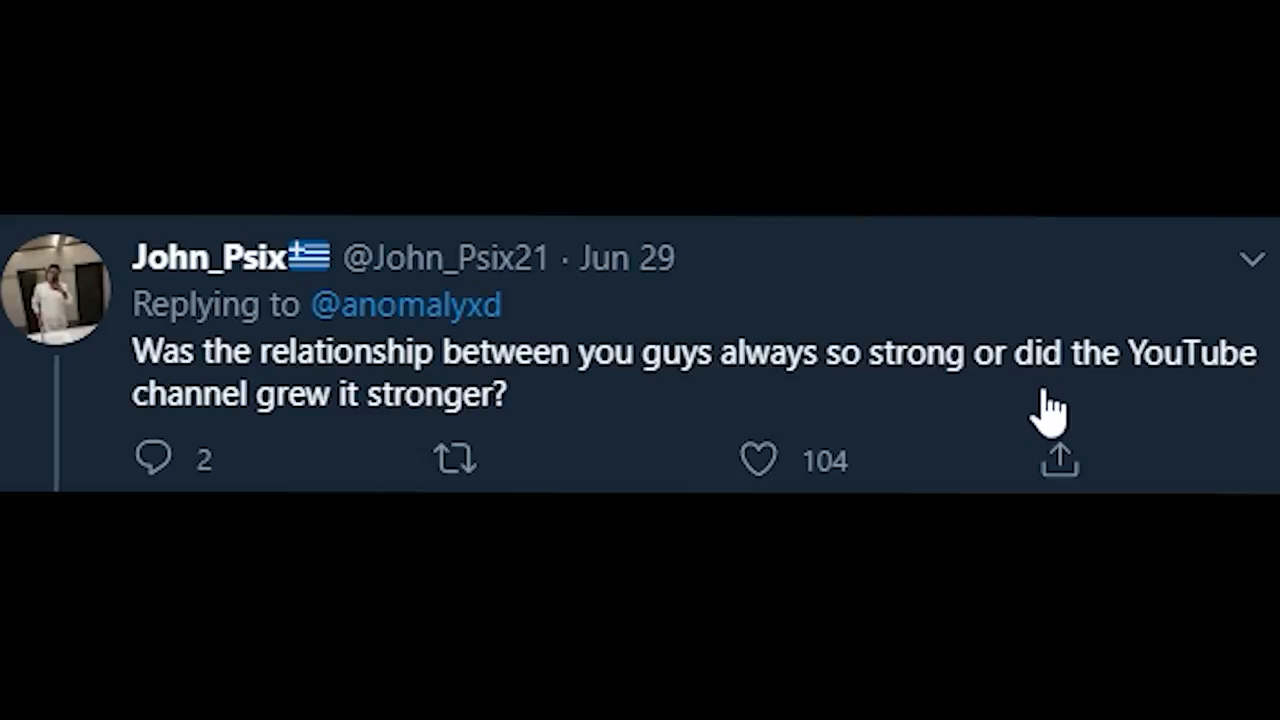 John_Psix🇬🇷 @John_Psix21 · Jun 29
Replying to @anomalyxd
Was the relationship between you guys always so strong or did the YouTube
channel grew it stronger?
2 104